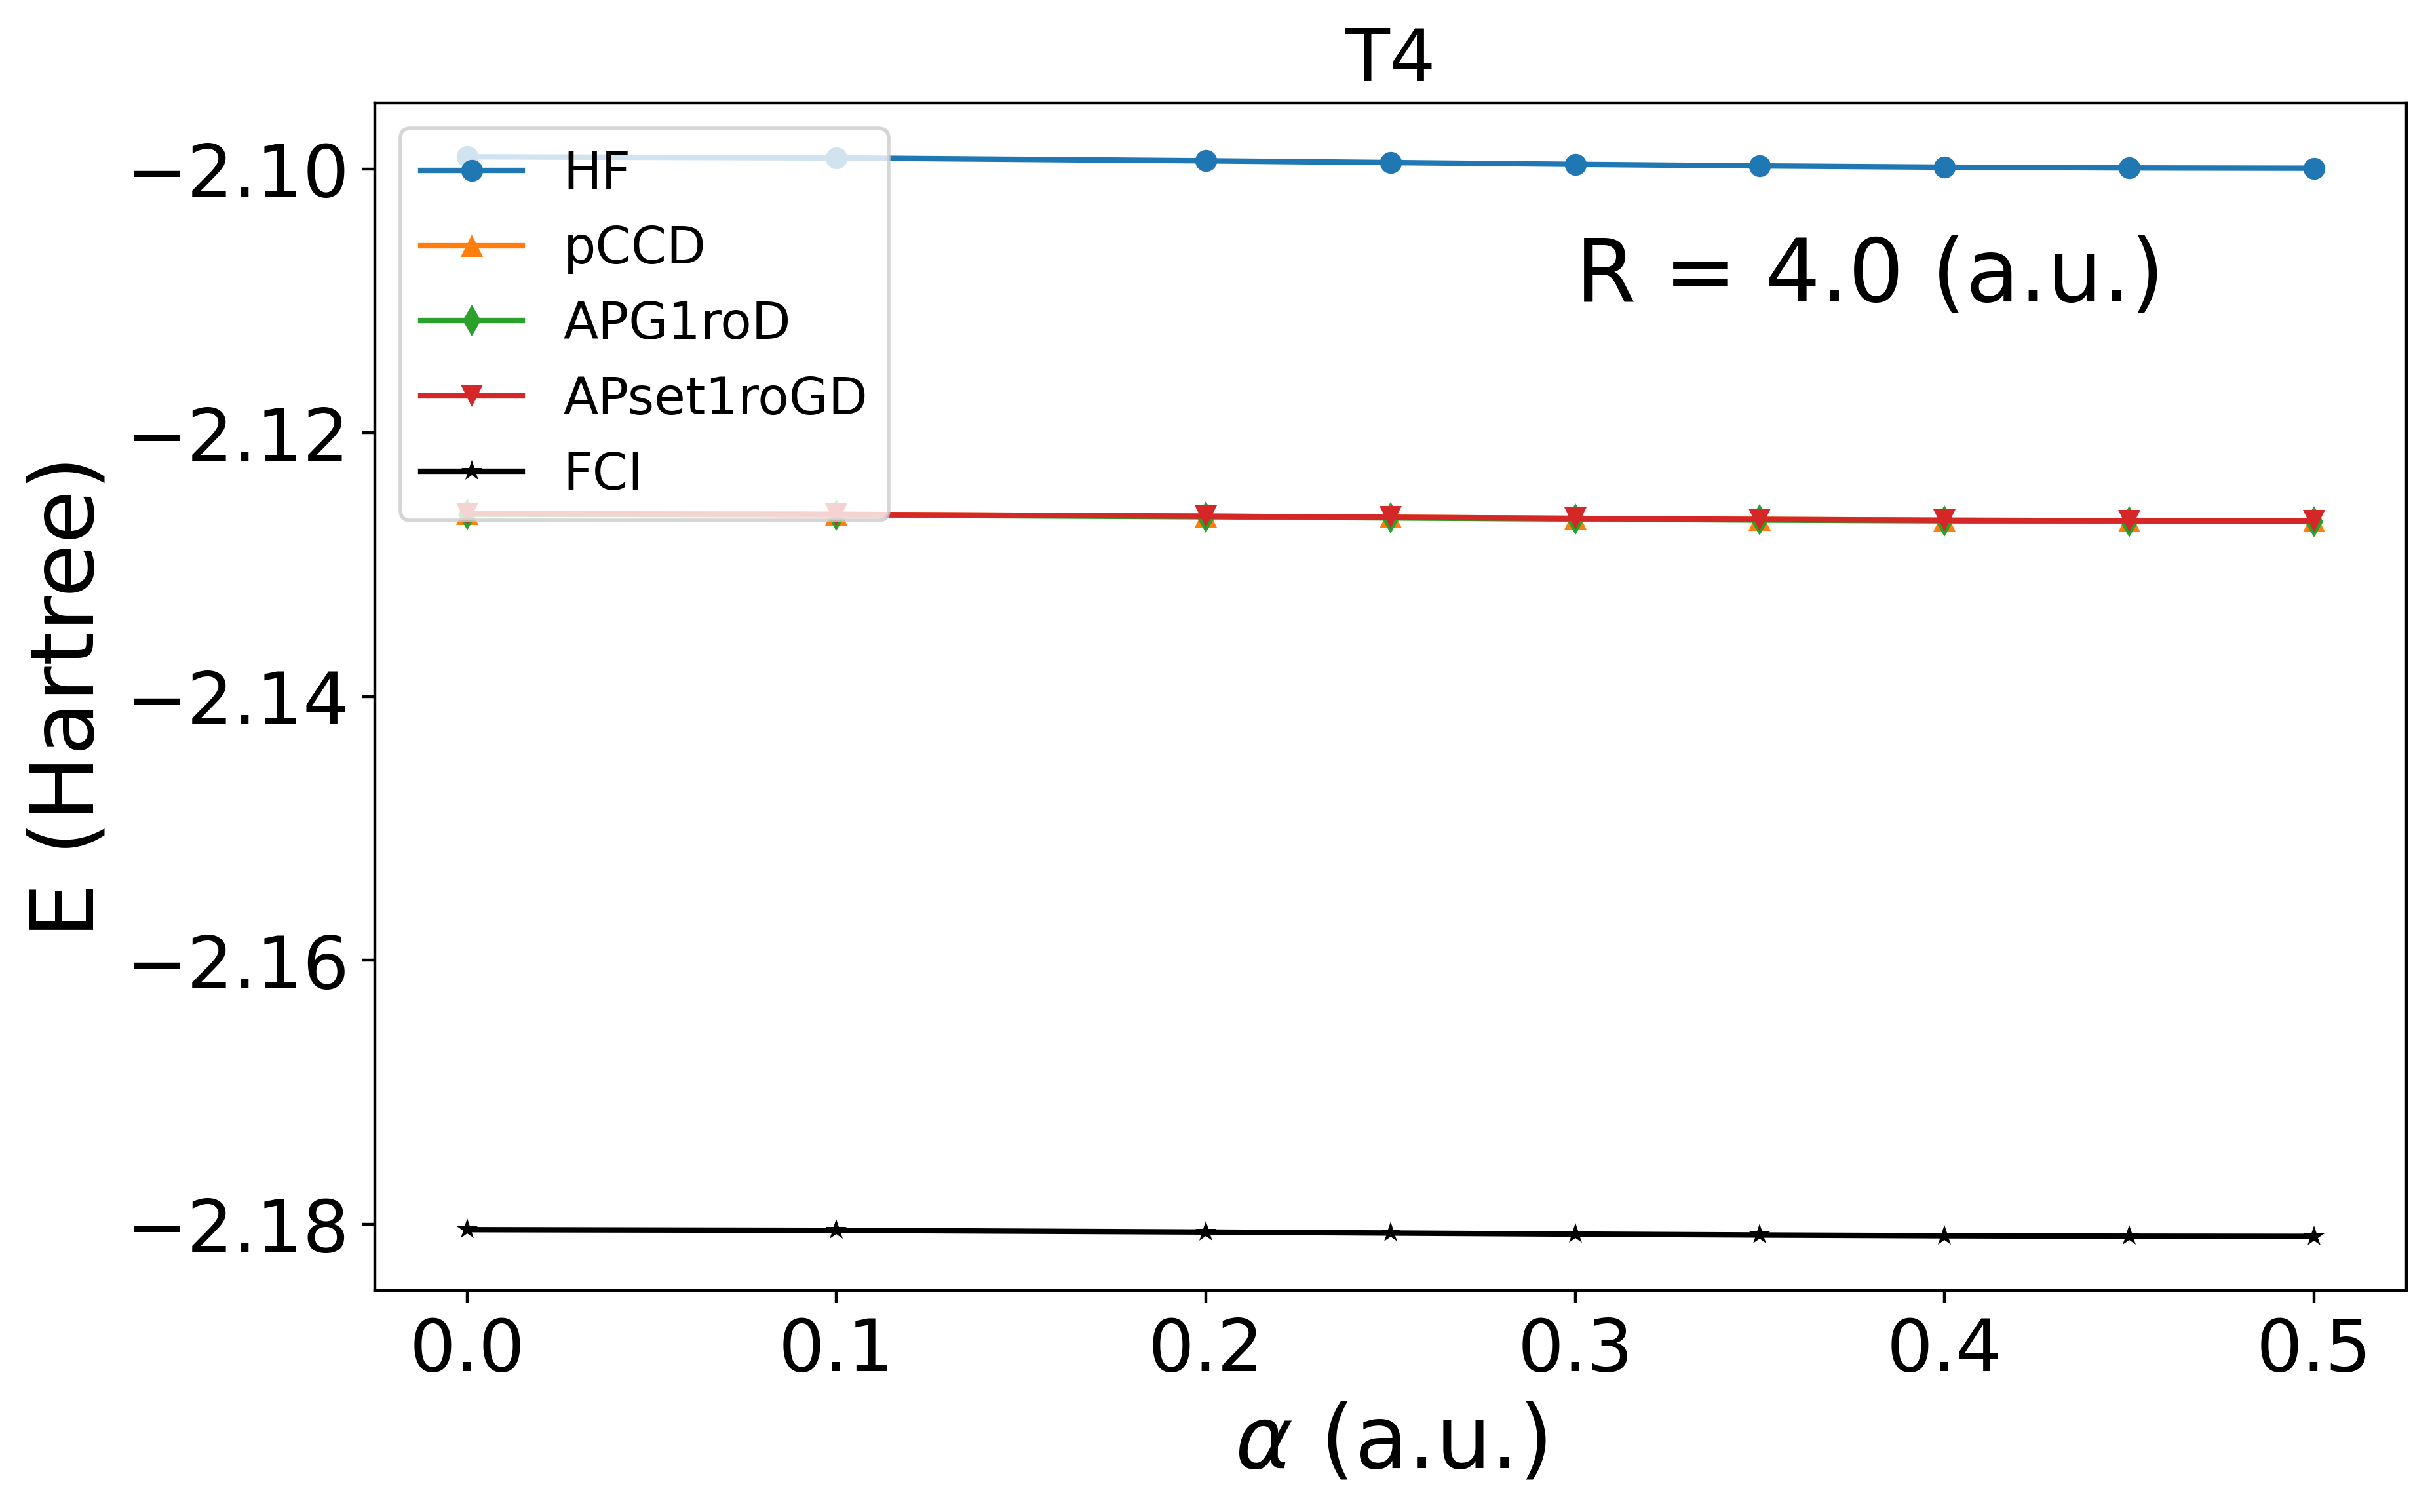 T4
−2.10
−2.12
−2.14
−2.16
−2.18
E (Hartree)
HF
pCCD
APG1roD
APset1roGD
FCI
R = 4.0 (a.u.)
0.0 0.1 0.2 0.3 0.4 0.5
α (a.u.)